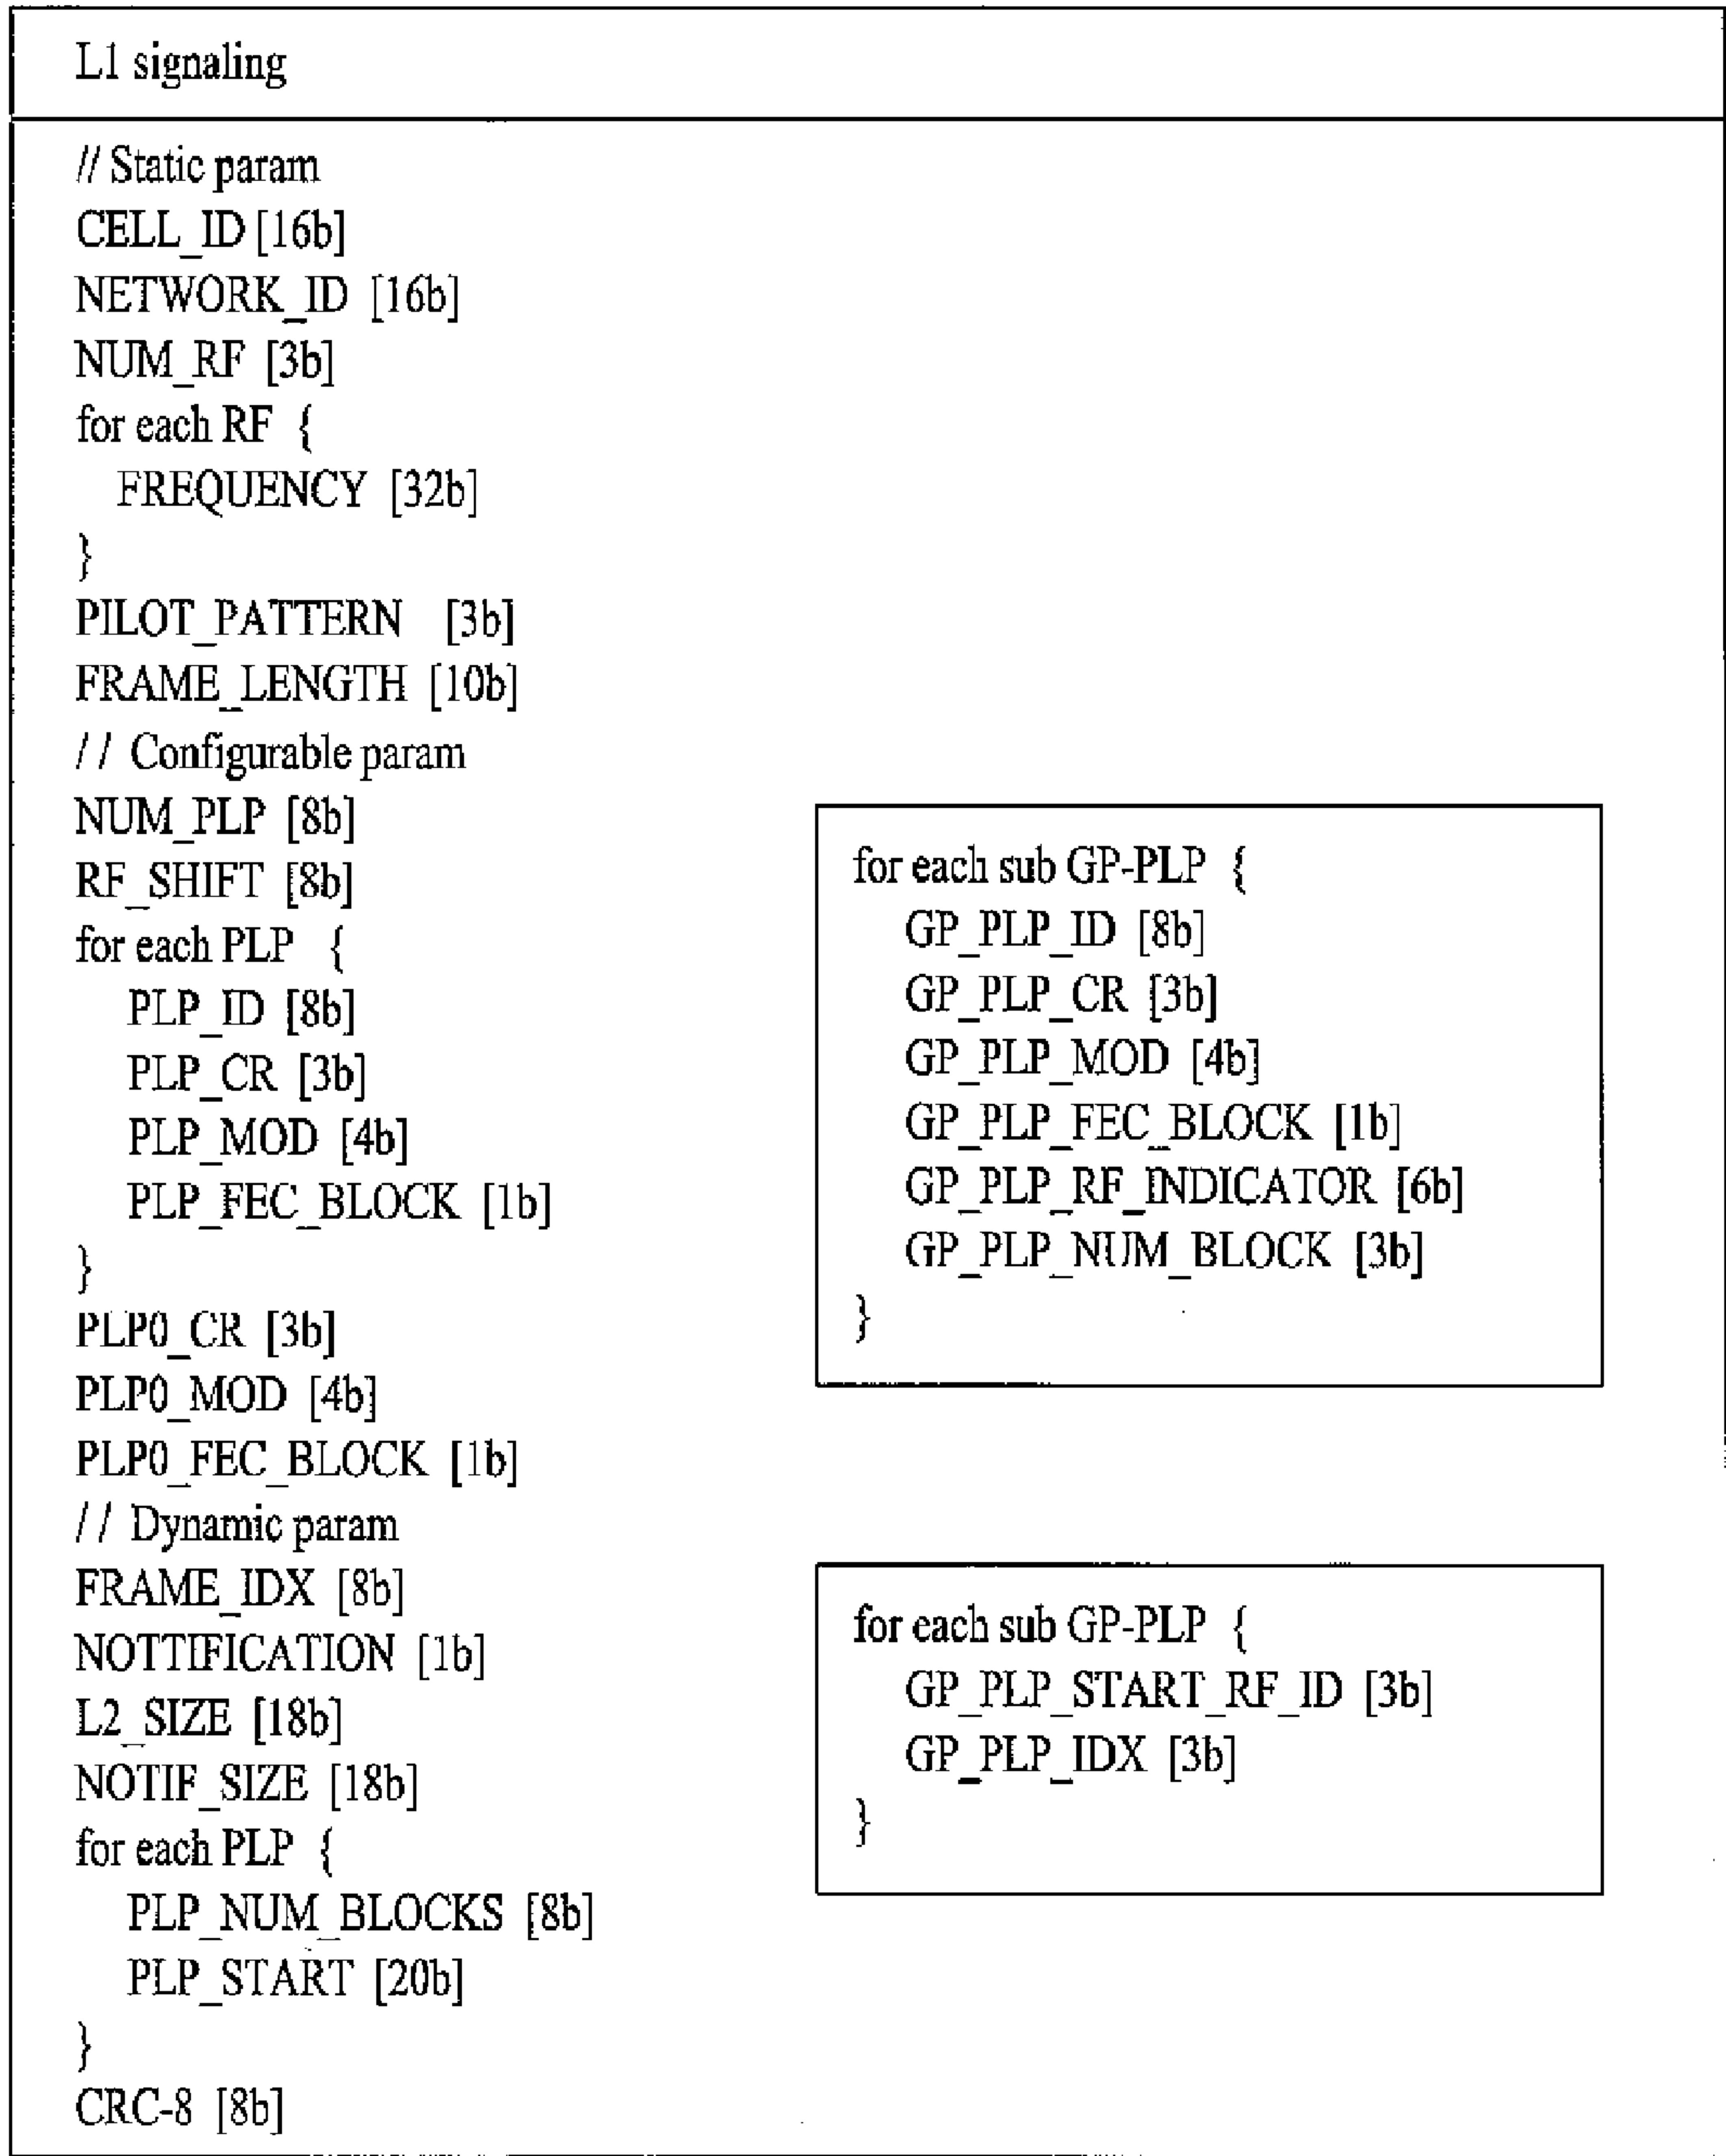 L1 signaling
// Static param
CELL_ID [16b]
NETWORK_ID [16b]
NUM_RF [3b]
for each RF {
FREQUENCY [32b]
}
PILOT_PATTERN [3b]
FRAME_LENGTH [10b]
// Configurable param
NUM_PLP [8b]
RF_SHIFT [8b]
for each PLP {
PLP_ID [8b]
PLP_CR [3b]
PLP_MOD [4b]
PLP_FEC_BLOCK [1b]
}
PLP0_CR [3b]
PLP0_MOD [4b]
PLP0_FEC_BLOCK [1b]
// Dynamic param
FRAME_IDX [8b]
NOTTIFICATION [1b]
L2_SIZE [18b]
NOTIF_SIZE [18b]
for each PLP {
PLP_NUM_BLOCKS [8b]
PLP_START [20b]
}
CRC-8 [8b]
for each sub GP-PLP {
GP_PLP_ID [8b]
GP_PLP_CR [3b]
GP_PLP_MOD [4b]
GP_PLP_FEC_BLOCK [1b]
GP_PLP_RF_INDICATOR [6b]
GP_PLP_NUM_BLOCK [3b]
}
for each sub GP-PLP {
GP_PLP_START_RF_ID [3b]
GP_PLP_IDX [3b]
}